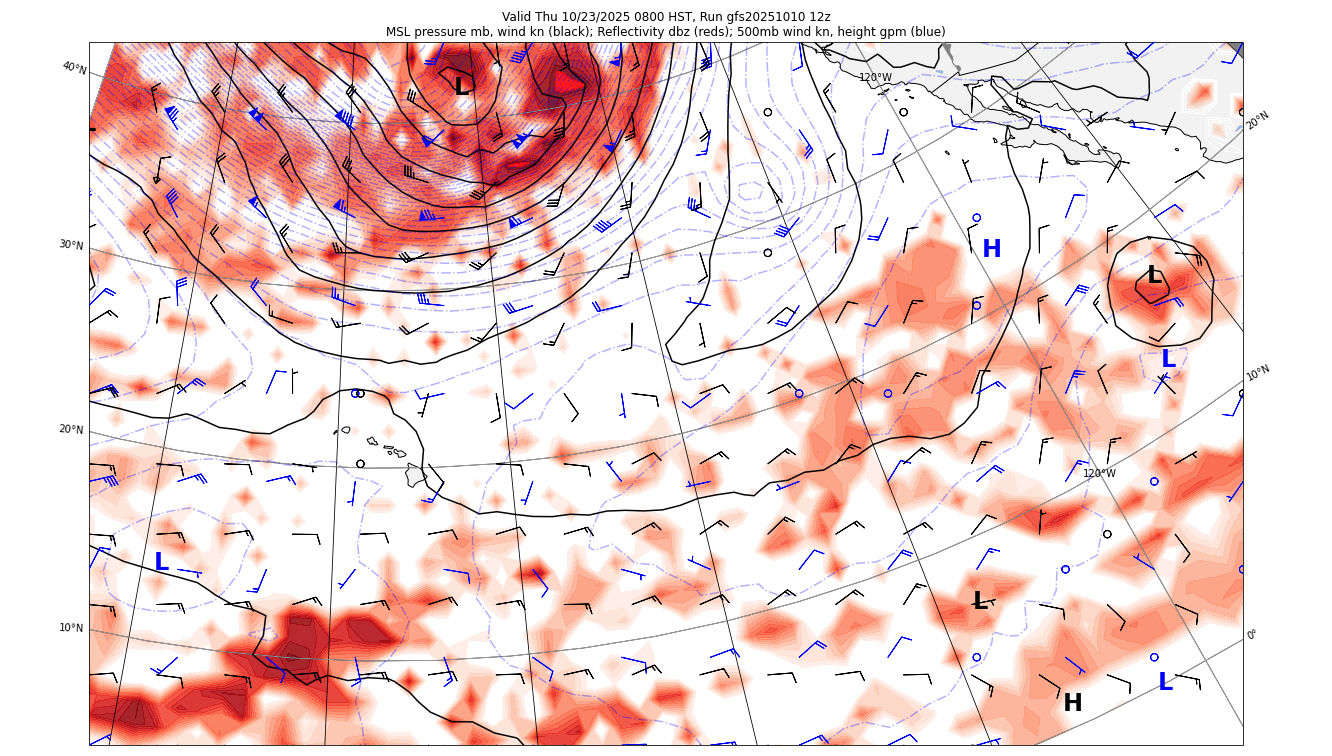 Valid Thu 10/23/2025 0800 HST, Run gfs20251010 12z
MSL pressure mb, wind kn (black); Reflectivity dbz (reds); 500mb wind kn, height gpm (blue)
40°N
120°W
L
20°N
30°N
H
L
L
10°N
20°N
120°W
L
L
10°N
0°
L
H